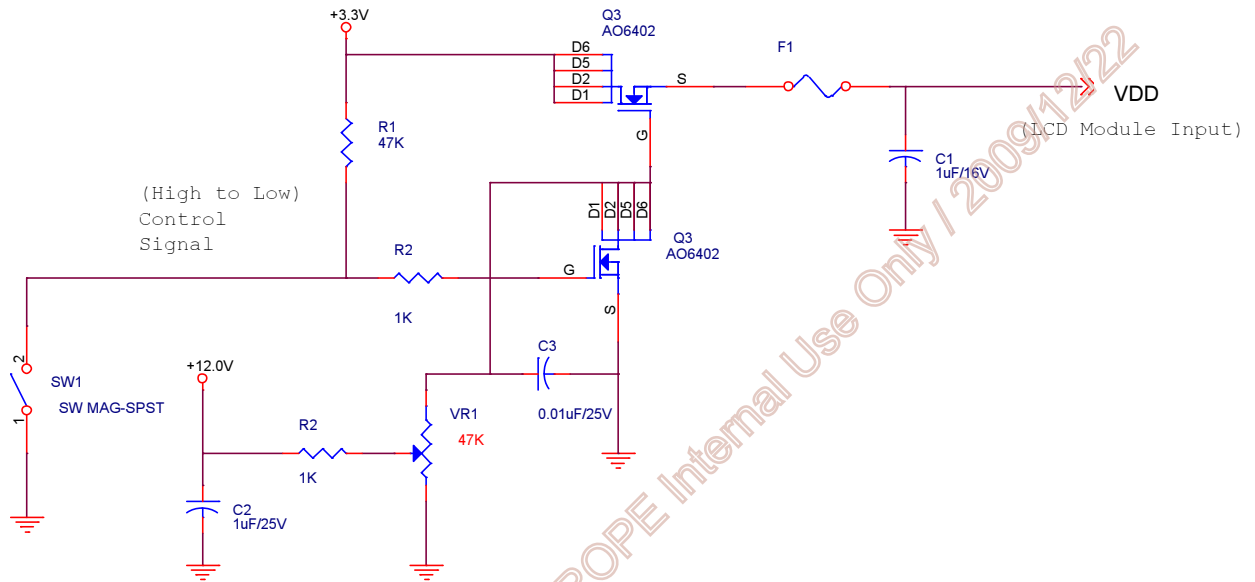 +3.3V
Q3
AO6402
D6
D5
D2
D1
S
G
F1
VDD
(LCD Module Input)
R1
47K
C1
1uF/16V
(High to Low)
Control
Signal
D1
D2
D5
D6
Q3
AO6402
R2
1K
G
S
2
1
SW1
SW MAG-SPST
+12.0V
C3
0.01uF/25V
VR1
47K
R2
1K
C2
1uF/25V
OPE Internal Use Only / 2009/12/22